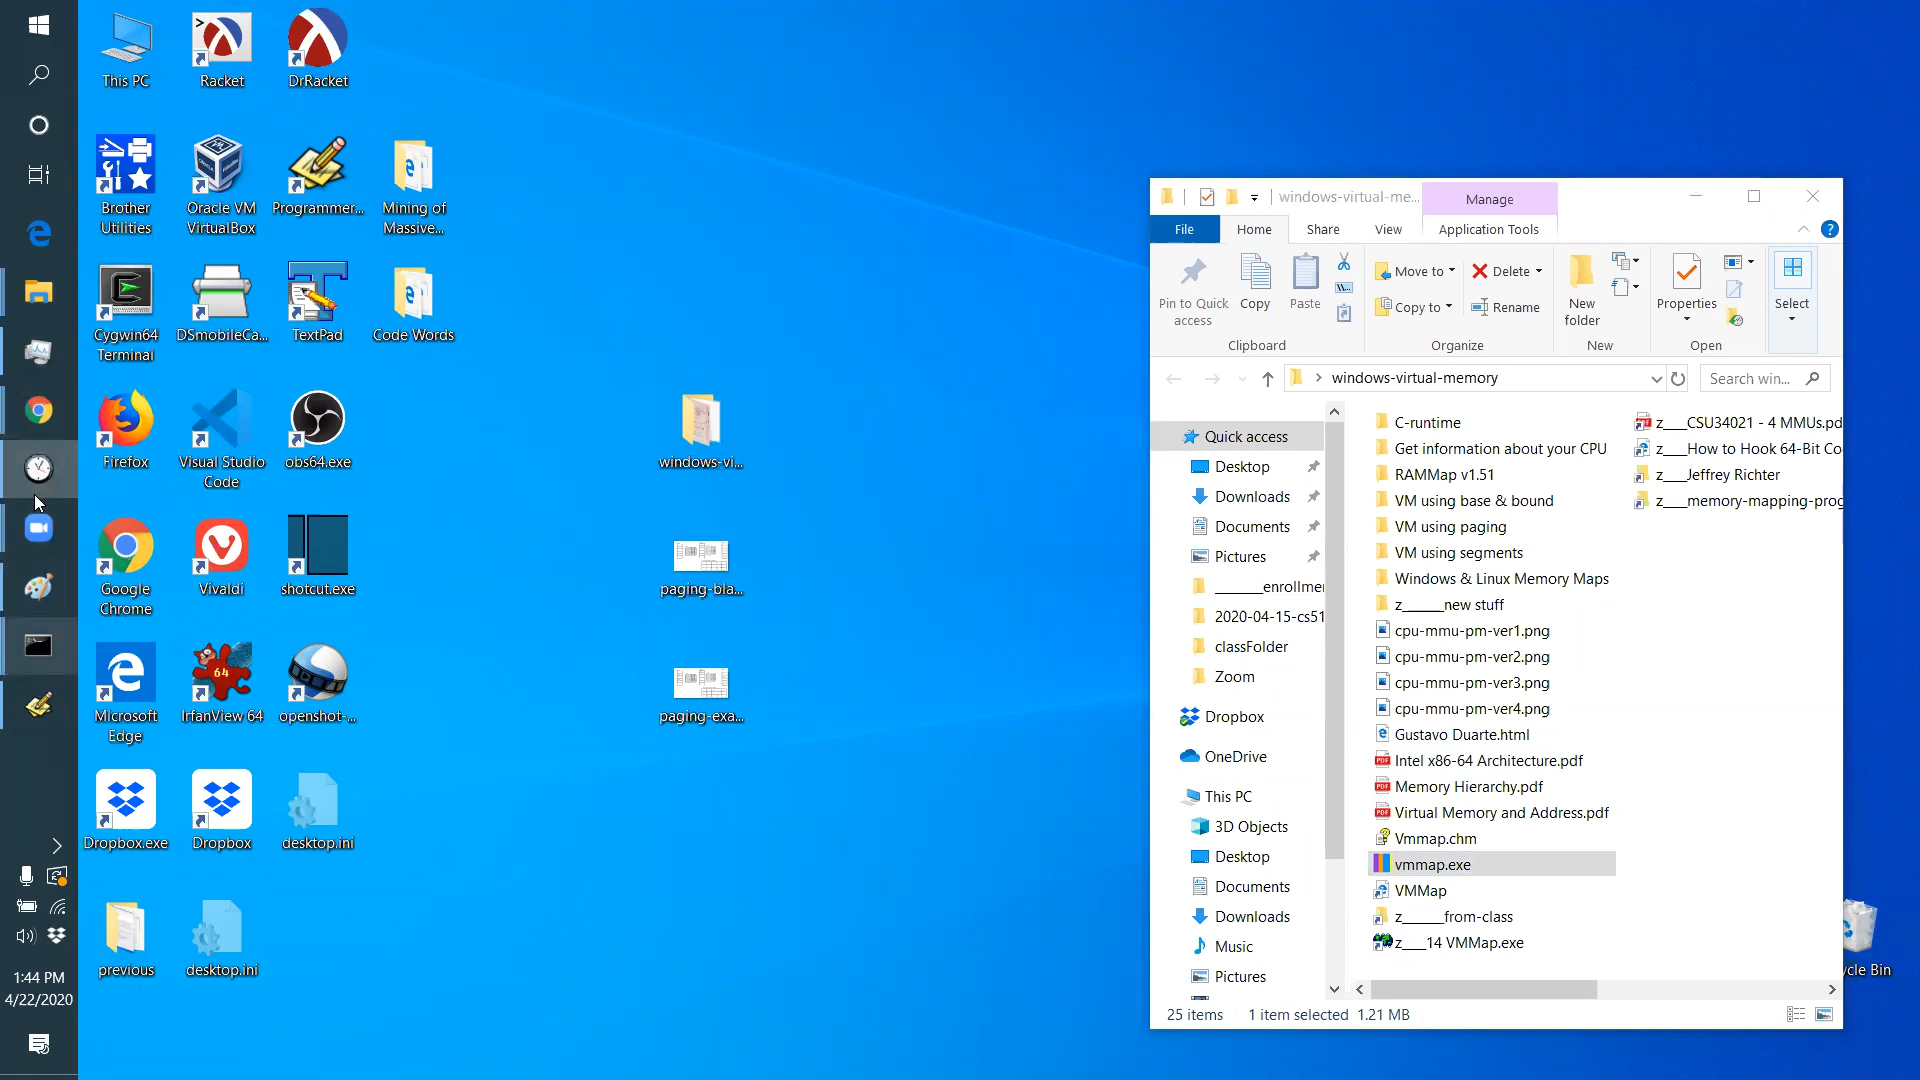 This PC
Racket
DrRacket
Brother
Utilities
Oracle VM
VirtualBox
Programmer...
Mining of
Massive...
Cygwin64
Terminal
DSmobileCa...
TextPad
Code Words
Firefox
Visual Studio
Code
obs64.exe
windows-vi...
Google
Chrome
Vivaldi
shotcut.exe
paging-bla...
Microsoft
Edge
IrfanView 64
openshot-...
paging-exa...
Dropbox.exe
Dropbox
desktop.ini
previous
desktop.ini
1:44 PM
4/22/2020
windows-virtual-me...
Manage
File
Home
Share
View
Application Tools
Pin to Quick
access
Copy
Paste
Move to
Copy to
Delete
Rename
New
folder
Properties
Select
Clipboard
Organize
New
Open
windows-virtual-memory
Search win...
Quick access
Desktop
Downloads
Documents
Pictures
______enrollmer
2020-04-15-cs51
classFolder
Zoom
Dropbox
OneDrive
This PC
3D Objects
Desktop
Documents
Downloads
Music
Pictures
C-runtime
Get information about your CPU
RAMMap v1.51
VM using base & bound
VM using paging
VM using segments
Windows & Linux Memory Maps
z_____new stuff
cpu-mmu-pm-ver1.png
cpu-mmu-pm-ver2.png
cpu-mmu-pm-ver3.png
cpu-mmu-pm-ver4.png
Gustavo Duarte.html
Intel x86-64 Architecture.pdf
Memory Hierarchy.pdf
Virtual Memory and Address.pdf
Vmmap.chm
vmmap.exe
VMMap
z_____from-class
z___14 VMMap.exe
z___CSU34021 - 4 MMUs.pd
z___How to Hook 64-Bit Co
z___Jeffrey Richter
z___memory-mapping-prog
25 items
1 item selected 1.21 MB
ycle Bin